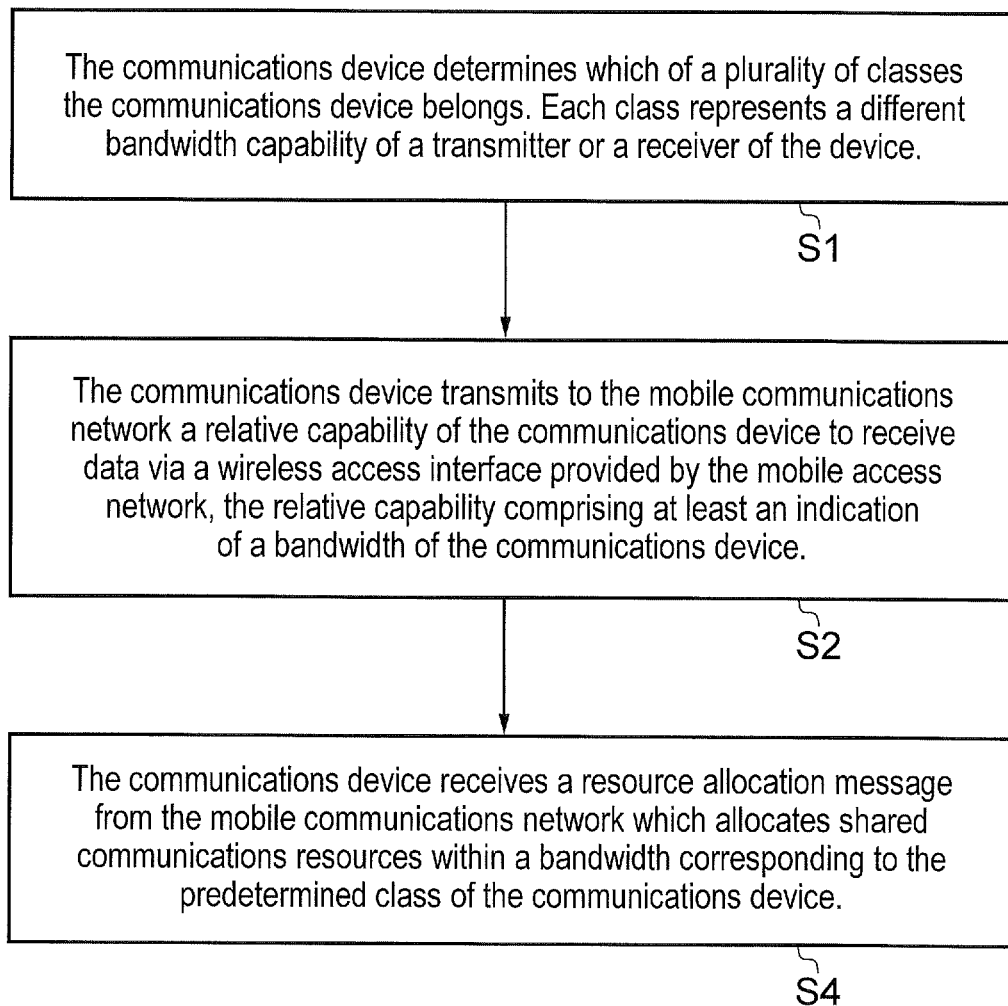 The communications device determines which of a plurality of classes
the communications device belongs. Each class represents a different
bandwidth capability of a transmitter or a receiver of the device.
S1
The communications device transmits to the mobile communications
network a relative capability of the communications device to receive
data via a wireless access interface provided by the mobile access
network, the relative capability comprising at least an indication
of a bandwidth of the communications device.
S2
The communications device receives a resource allocation message
from the mobile communications network which allocates shared
communications resources within a bandwidth corresponding to the
predetermined class of the communications device.
S4